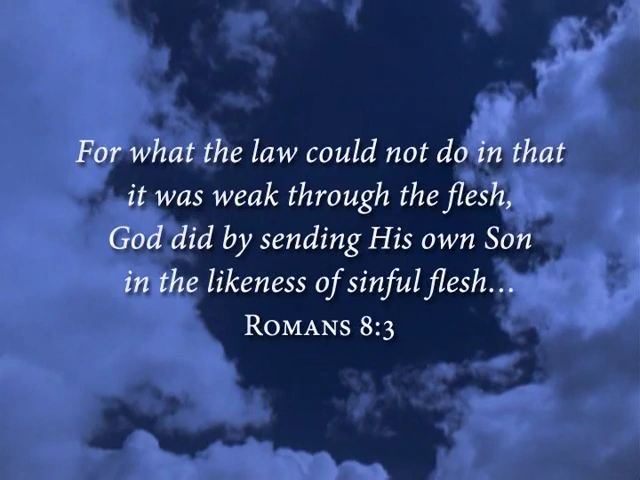 For what the law could not do in that
it was weak through the flesh,
God did by sending His own Son
in the likeness of sinful flesh...
Romans 8:3